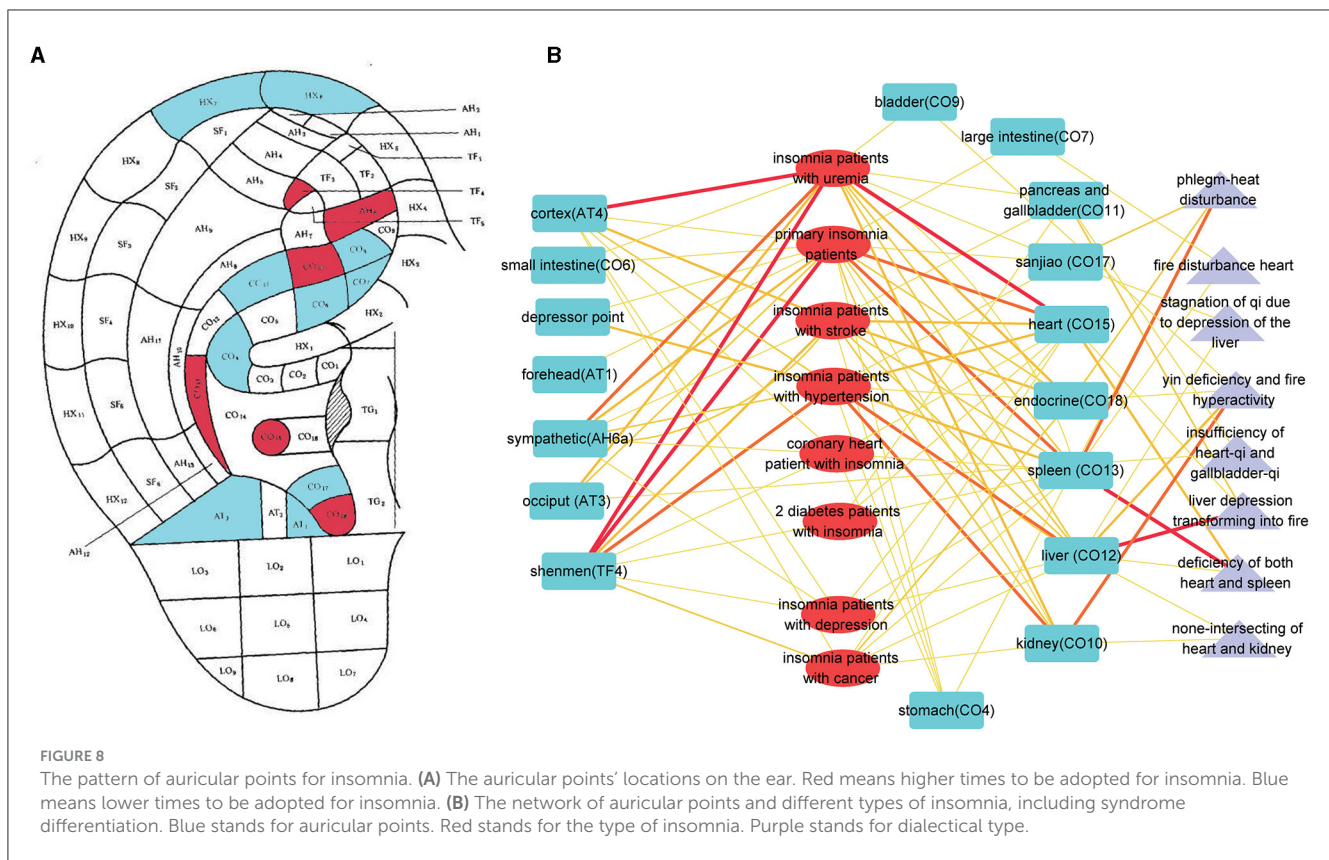 A
HX₇
HX₆
AH₂
SF₁
AH₃
AH₁
HX₈
AH₄
HX₅
TF₁
SF₂
AH₅
TF₃
TF₂
TF₄
HX₄
TF₅
HX₉
SF₃
AH₉
AH₇
AH₈
HX₃
CO₆
CO₇
CO₁₂
CO₅
HX₂
HX₁₀
SF₄
AH₁₁
AH₁₀
CO₄
HX₁
CO₃
CO₂
CO₁
HX₁₁
SF₅
CO₁₄
TG₁
CO₁₆
AH₁₃
HX₁₂
SF₆
CO₁₇
TG₂
AT₃
AT₂
AT₁
AH₁₂
LO₃
LO₂
LO₁
LO₆
LO₅
LO₄
LO₉
LO₈
LO₇
B
bladder(CO9)
large intestine(CO7)
insomnia patients
with uremia
pancreas and
gallbladder(CO11)
phlegm-heat
disturbance
cortex(AT4)
primary insomnia
patients
small intestine(CO6)
sanjiao (CO17)
fire disturbance heart
depressor point
insomnia patients
with stroke
heart (CO15)
stagnation of qi due
to depression of the
liver
forehead(AT1)
insomnia patients
with hypertension
endocrine(CO18)
yin deficiency and fire
hyperactivity
sympathetic(AH6a)
coronary heart
patient with insomnia
spleen (CO13)
insufficiency of
heart-qi and
gallbladder-qi
occiput (AT3)
2 diabetes patients
with insomnia
liver depression
transforming into fire
shenmen(TF4)
liver (CO12)
deficiency of both
heart and spleen
insomnia patients
with depression
kidney(CO10)
none-intersecting of
heart and kidney
insomnia patients
with cancer
stomach(CO4)
FIGURE 8
The pattern of auricular points for insomnia. (A) The auricular points’ locations on the ear. Red means higher times to be adopted for insomnia. Blue
means lower times to be adopted for insomnia. (B) The network of auricular points and different types of insomnia, including syndrome
differentiation. Blue stands for auricular points. Red stands for the type of insomnia. Purple stands for dialectical type.